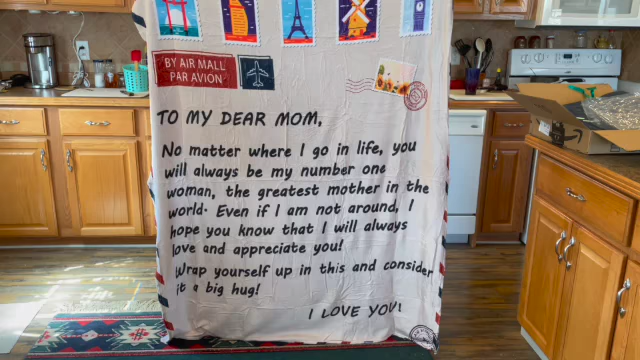 BY AIR MALL
PAR AVION
TO MY DEAR MOM,
No matter where I go in life, you
will always be my number one
woman, the greatest mother in the
world. Even if I am not around, I
hope you know that I will always
love and appreciate you!
Wrap yourself up in this and consider
it a big hug!
I LOVE YOU!